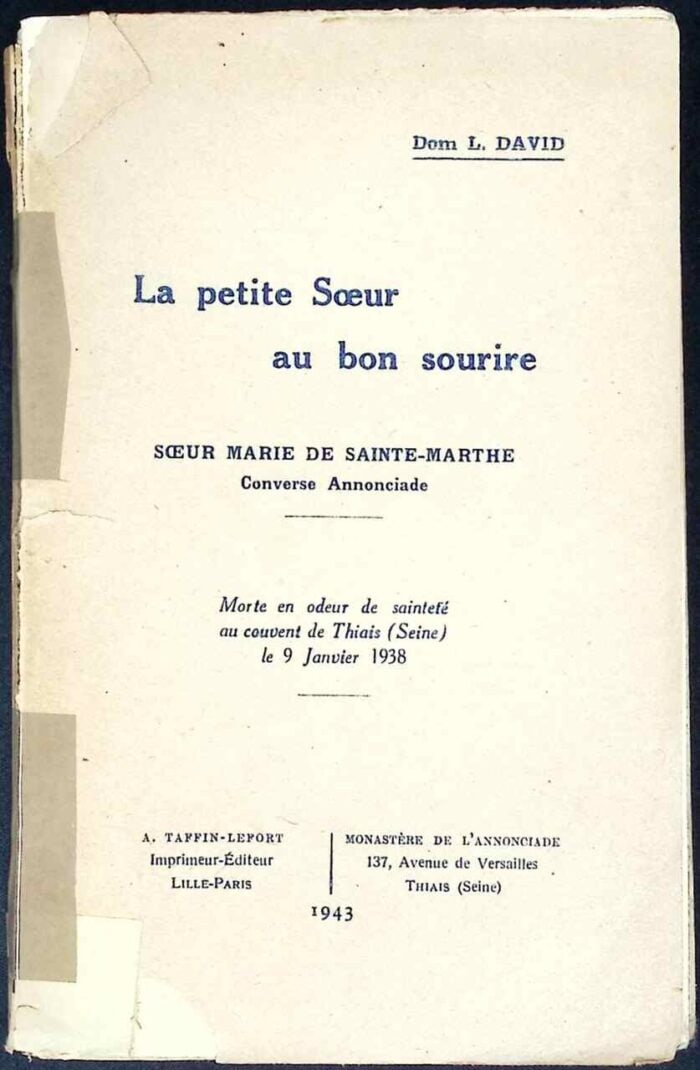 Dom L. DAVID
La petite Sœur
au bon sourire
SŒUR MARIE DE SAINTE-MARTHE
Converse Annonciade
Morte en odeur de sainteté
au couvent de Thiais (Seine)
le 9 Janvier 1938
A. TAFFIN-LEFORT
Imprimeur-Éditeur
LILLE-PARIS
MONASTÈRE DE L'ANNONCIADE
137, Avenue de Versailles
THIAIS (Seine)
1943